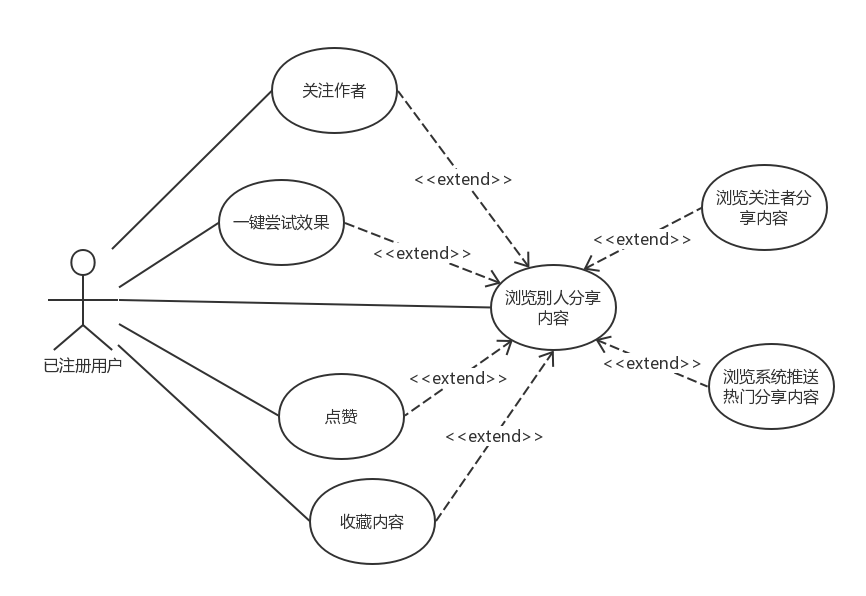 关注作者
<<extend>>
浏览关注者分
享内容
一键尝试效果
<<extend>>
<<extend>>
浏览别人分享
内容
已注册用户
<<extend>>
<<extend>>
浏览系统推送
热门分享内容
点赞
<<extend>>
收藏内容